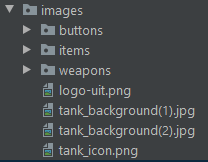 images
buttons
items
weapons
logo-uit.png
tank_background(1).jpg
tank_background(2).jpg
tank_icon.png